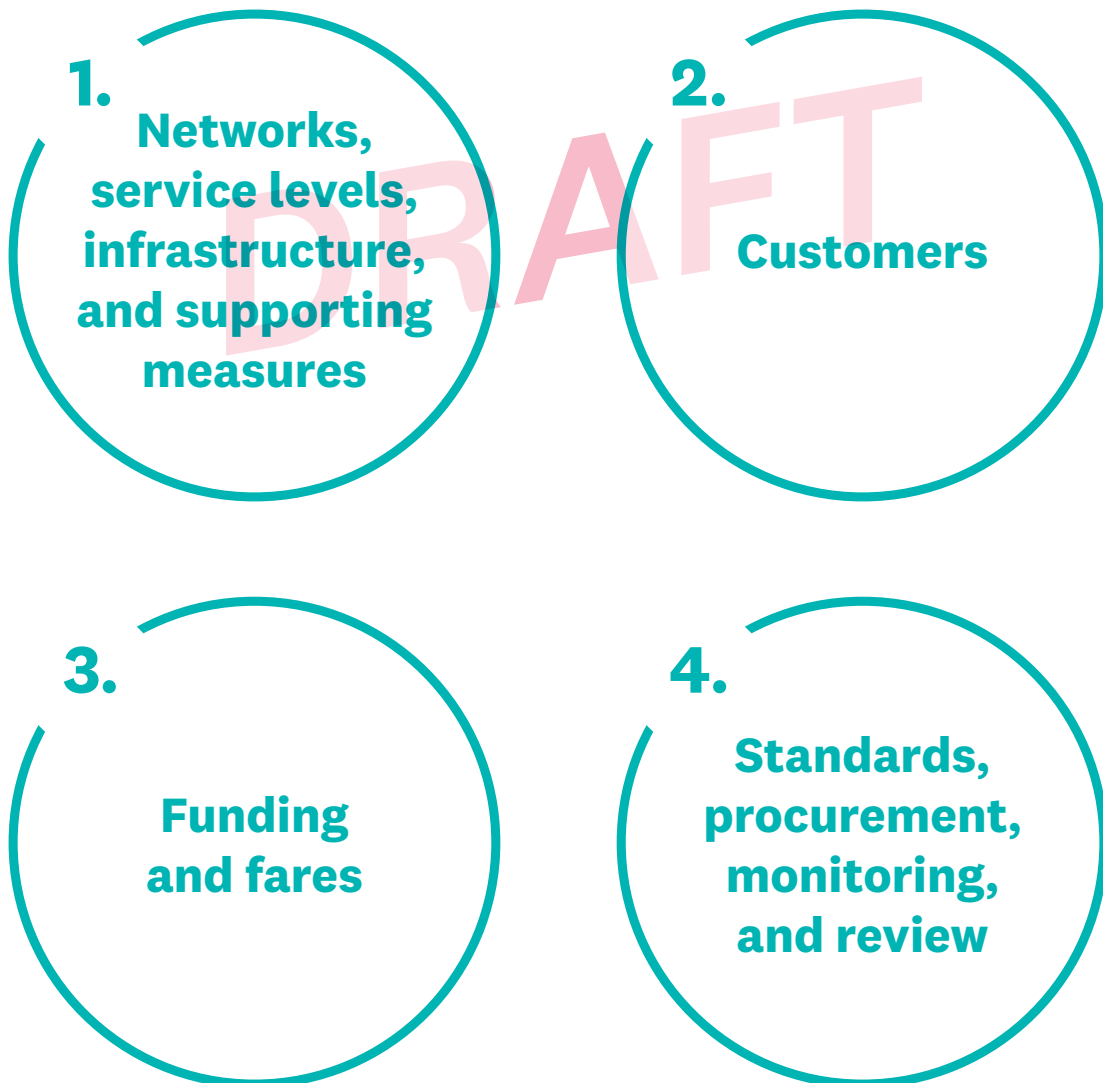 1.
Networks,
service levels,
infrastructure,
and supporting
measures
2.
Customers
DRAFT
3.
Funding
and fares
4.
Standards,
procurement,
monitoring,
and review